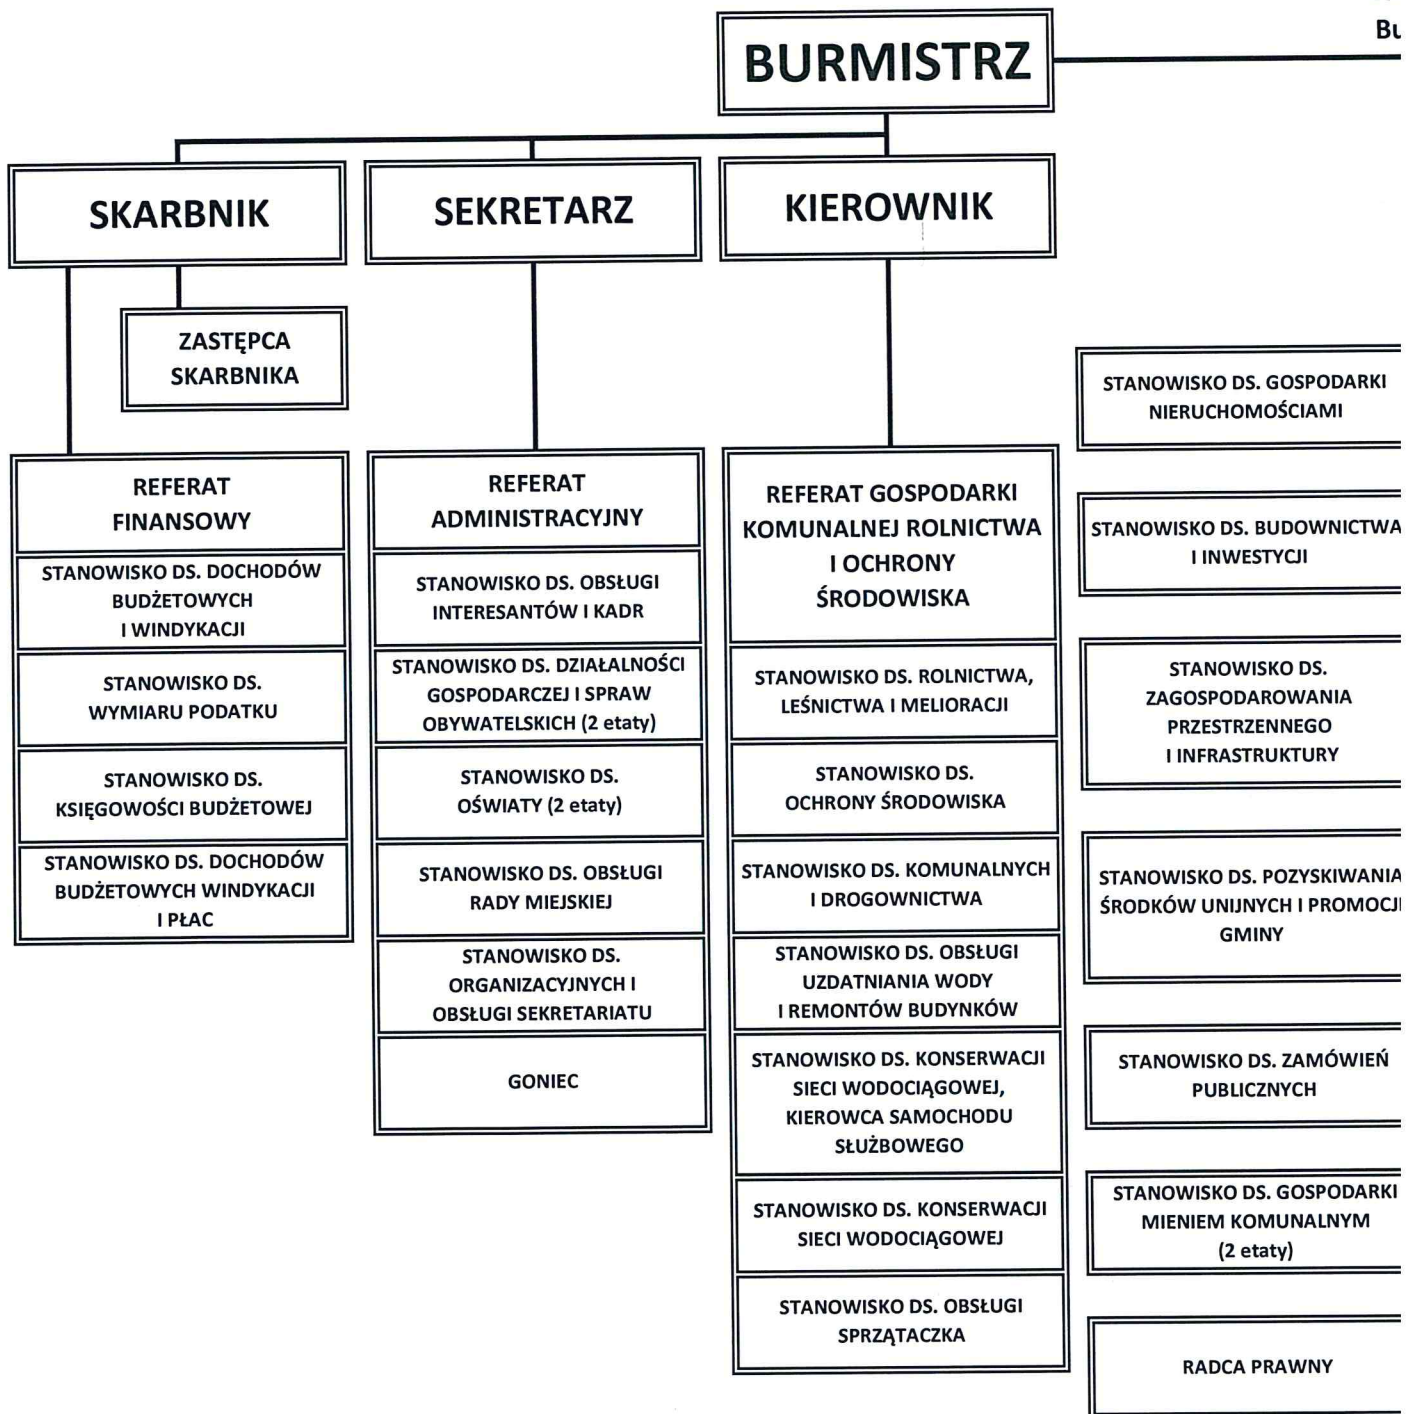 Bu
BURMISTRZ
SKARBNIK
SEKRETARZ
KIEROWNIK
ZASTĘPCA
SKARBNIKA
REFERAT
FINANSOWY
STANOWISKO DS. DOCHODÓW
BUDŻETOWYCH
I WINDYKACJI
STANOWISKO DS.
WYMIARU PODATKU
STANOWISKO DS.
KSIĘGOWOŚCI BUDŻETOWEJ
STANOWISKO DS. DOCHODÓW
BUDŻETOWYCH WINDYKACJI
I PŁAC
REFERAT
ADMINISTRACYJNY
STANOWISKO DS. OBSŁUGI
INTERESANTÓW I KADR
STANOWISKO DS. DZIAŁALNOŚCI
GOSPODARCZEJ I SPRAW
OBYWATELSKICH (2 etaty)
STANOWISKO DS.
OŚWIATY (2 etaty)
STANOWISKO DS. OBSŁUGI
RADY MIEJSKIEJ
STANOWISKO DS.
ORGANIZACYJNYCH I
OBSŁUGI SEKRETARIATU
GONIEC
REFERAT GOSPODARKI
KOMUNALNEJ ROLNICTWA
I OCHRONY
ŚRODOWISKA
STANOWISKO DS. ROLNICTWA,
LEŚNICTWA I MELIORACJI
STANOWISKO DS.
OCHRONY ŚRODOWISKA
STANOWISKO DS. KOMUNALNYCH
I DROGOWNICTWA
STANOWISKO DS. OBSŁUGI
UZDATNIANIA WODY
I REMONTÓW BUDYNKÓW
STANOWISKO DS. KONSERWACJI
SIECI WODOCIĄGOWEJ,
KIEROWCA SAMOCHODU
SŁUŻBOWEGO
STANOWISKO DS. KONSERWACJI
SIECI WODOCIĄGOWEJ
STANOWISKO DS. OBSŁUGI
SPRZĄTACZKA
STANOWISKO DS. GOSPODARKI
NIERUCHOMOŚCIAMI
STANOWISKO DS. BUDOWNICTWA
I INWESTYCJI
STANOWISKO DS.
ZAGOSPODAROWANIA
PRZESTRZENNEGO
I INFRASTRUKTURY
STANOWISKO DS. POZYSKIWANIA
ŚRODKÓW UNIJNYCH I PROMOCJI
GMINY
STANOWISKO DS. ZAMÓWIEŃ
PUBLICZNYCH
STANOWISKO DS. GOSPODARKI
MIENIEM KOMUNALNYM
(2 etaty)
RADCA PRAWNY